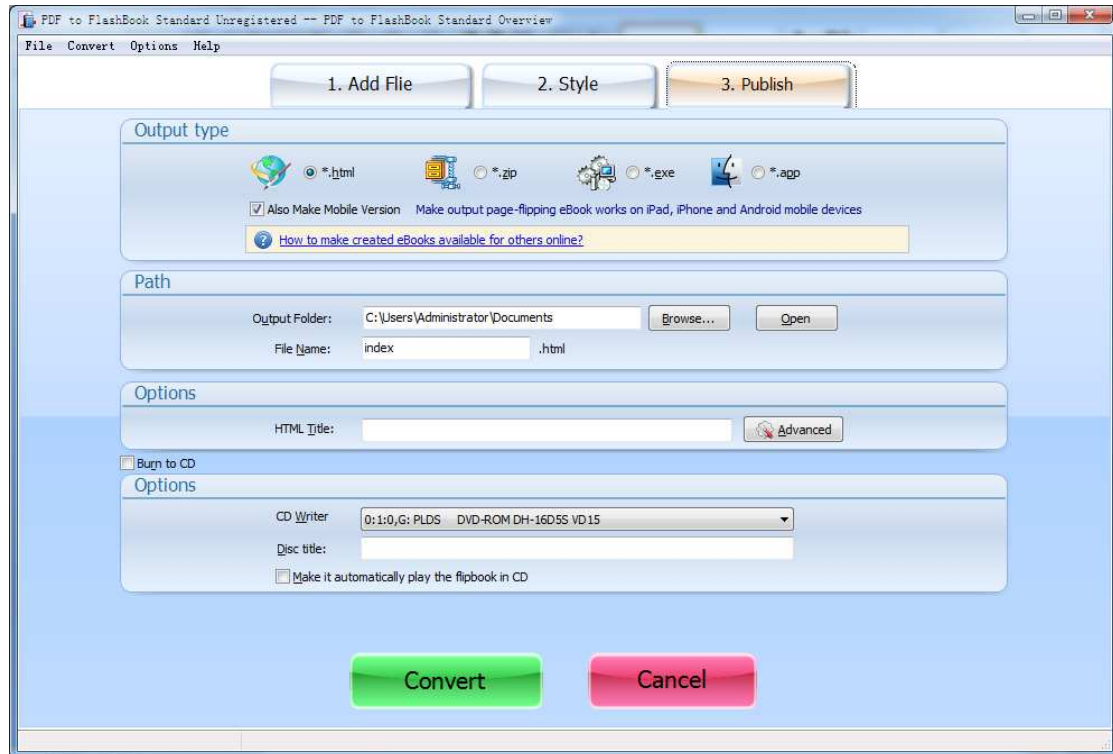 PDF to FlashBook Standard Unregistered -- PDF to FlashBook Standard Overview
File Convert Options Help
1. Add Flie 2. Style 3. Publish
Output type
*.html *.zip *.exe *.app
Also Make Mobile Version Make output page-flipping eBook works on iPad, iPhone and Android mobile devices
How to make created eBooks available for others online?
Path
Output Folder: C:\Users\Administrator\Documents Browse... Open
File Name: index .html
Options
HTML Title: Advanced
Burn to CD
Options
CD Writer 0:1:0,G: PLDS DVD-ROM DH-16D5S VD15
Disc title:
Make it automatically play the flipbook in CD
Convert Cancel